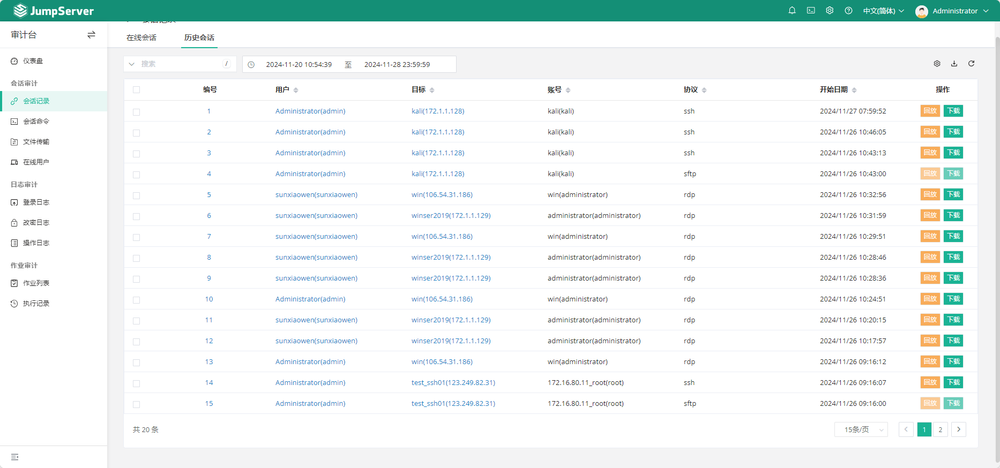 JumpServer
中文(简体)
Administrator
审计台
仪表盘
会话审计
会话记录
会话命令
文件传输
在线用户
日志审计
登录日志
改密日志
操作日志
作业审计
作业列表
执行记录
在线会话 历史会话
搜索 / 2024-11-20 10:54:39 至 2024-11-28 23:59:59
编号 用户 目标 账号 协议 开始日期 操作
1 Administrator(admin) kali(172.1.1.128) kali(kali) ssh 2024/11/27 07:59:52 回放 下载
2 Administrator(admin) kali(172.1.1.128) kali(kali) ssh 2024/11/26 10:46:05 回放 下载
3 Administrator(admin) kali(172.1.1.128) kali(kali) ssh 2024/11/26 10:43:13 回放 下载
4 Administrator(admin) kali(172.1.1.128) kali(kali) sftp 2024/11/26 10:43:00 回放 下载
5 sunxiaowen(sunxiaowen) win(106.54.31.186) win(administrator) rdp 2024/11/26 10:32:56 回放 下载
6 sunxiaowen(sunxiaowen) winser2019(172.1.1.129) administrator(administrator) rdp 2024/11/26 10:31:59 回放 下载
7 sunxiaowen(sunxiaowen) win(106.54.31.186) win(administrator) rdp 2024/11/26 10:29:51 回放 下载
8 sunxiaowen(sunxiaowen) winser2019(172.1.1.129) administrator(administrator) rdp 2024/11/26 10:28:46 回放 下载
9 sunxiaowen(sunxiaowen) winser2019(172.1.1.129) administrator(administrator) rdp 2024/11/26 10:28:36 回放 下载
10 Administrator(admin) win(106.54.31.186) win(administrator) rdp 2024/11/26 10:24:51 回放 下载
11 sunxiaowen(sunxiaowen) winser2019(172.1.1.129) administrator(administrator) rdp 2024/11/26 10:20:15 回放 下载
12 sunxiaowen(sunxiaowen) winser2019(172.1.1.129) administrator(administrator) rdp 2024/11/26 10:17:57 回放 下载
13 Administrator(admin) win(106.54.31.186) win(administrator) rdp 2024/11/26 09:16:12 回放 下载
14 Administrator(admin) test_ssh01(123.249.82.31) 172.16.80.11_root(root) ssh 2024/11/26 09:16:07 回放 下载
15 Administrator(admin) test_ssh01(123.249.82.31) 172.16.80.11_root(root) sftp 2024/11/26 09:16:00 回放 下载
共 20 条 15条/页 1 2